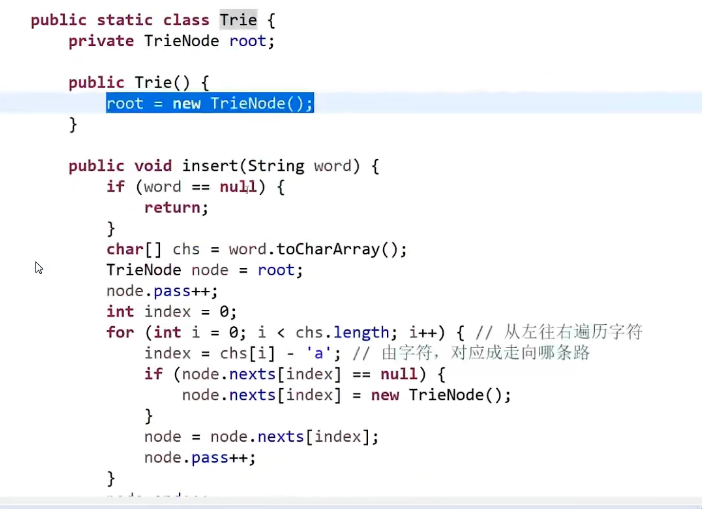 public static class Trie {
private TrieNode root;
public Trie() {
root = new TrieNode();
}
public void insert(String word) {
if (word == null) {
return;
}
char[] chs = word.toCharArray();
TrieNode node = root;
node.pass++;
int index = 0;
for (int i = 0; i < chs.length; i++) { // 从左往右遍历字符
index = chs[i] - 'a'; // 由字符，对应成走向哪条路
if (node.nexts[index] == null) {
node.nexts[index] = new TrieNode();
}
node = node.nexts[index];
node.pass++;
}